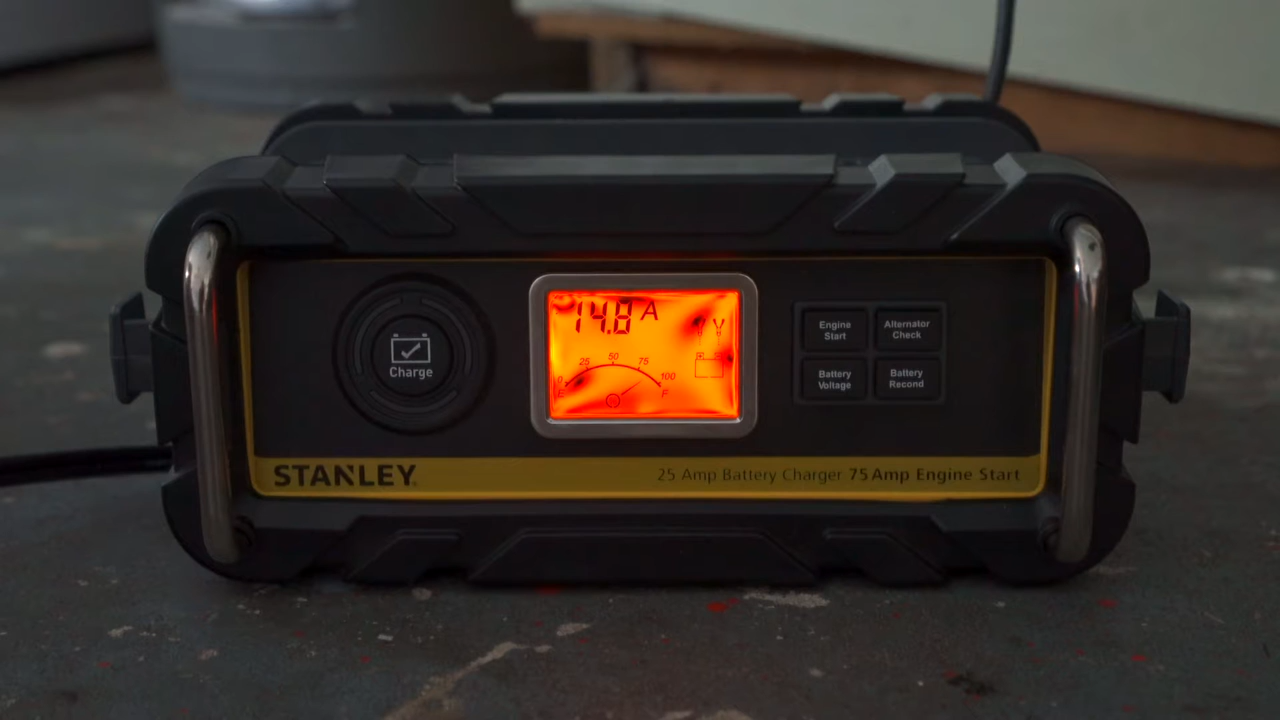 14.8 A
0 25 50 75 100
E F
Charge
Engine
Start
Alternator
Check
Battery
Voltage
Battery
Recond
STANLEY
25 Amp Battery Charger 75 Amp Engine Start